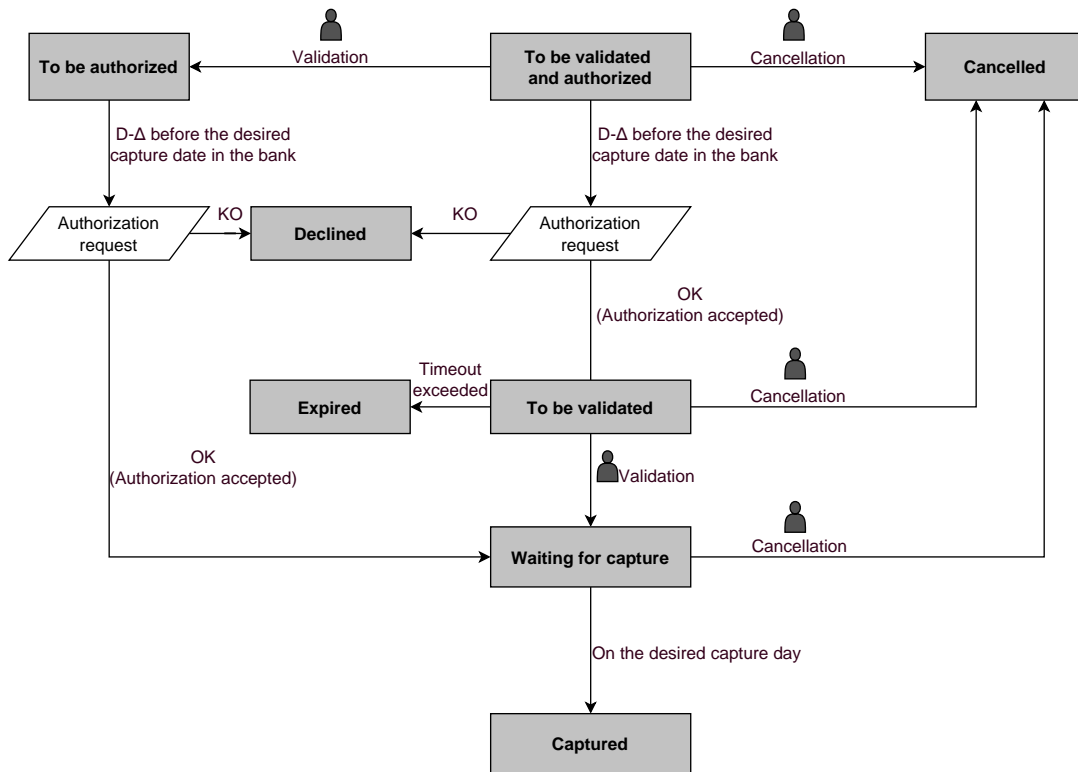 Validation
Cancellation
To be authorized
To be validated
and authorized
Cancelled
D-Δ before the desired
capture date in the bank
D-Δ before the desired
capture date in the bank
Authorization
request
KO
Declined
KO
Authorization
request
OK
(Authorization accepted)
Timeout
exceeded
Expired
To be validated
Cancellation
OK
(Authorization accepted)
Validation
Waiting for capture
Cancellation
On the desired capture day
Captured